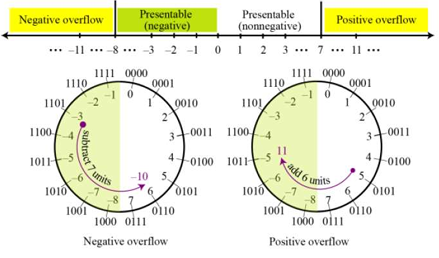 Negative overflow Presentable (negative) Presentable (nonnegative) Positive overflow
••• −11 ••• −8 ••• −3 −2 −1 0 1 2 3 ••• 7 ••• 11 •••
1111 0000
1110 −1 0 0001
1101 −2 1 0010
−3 2
1100 −4 3 0011
subtract 7 units
1011 −5 4 0100
−10
1010 −6 5 0101
1001 −7 −8 7 6 0110
1000 0111
Negative overflow
1111 0000
1110 −1 0 0001
1101 −2 1 0010
−3 2
1100 −4 3 0011
11
1011 −5 4 0100
add 6 units
1010 −6 5 0101
1001 −7 −8 7 6 0110
1000 0111
Positive overflow